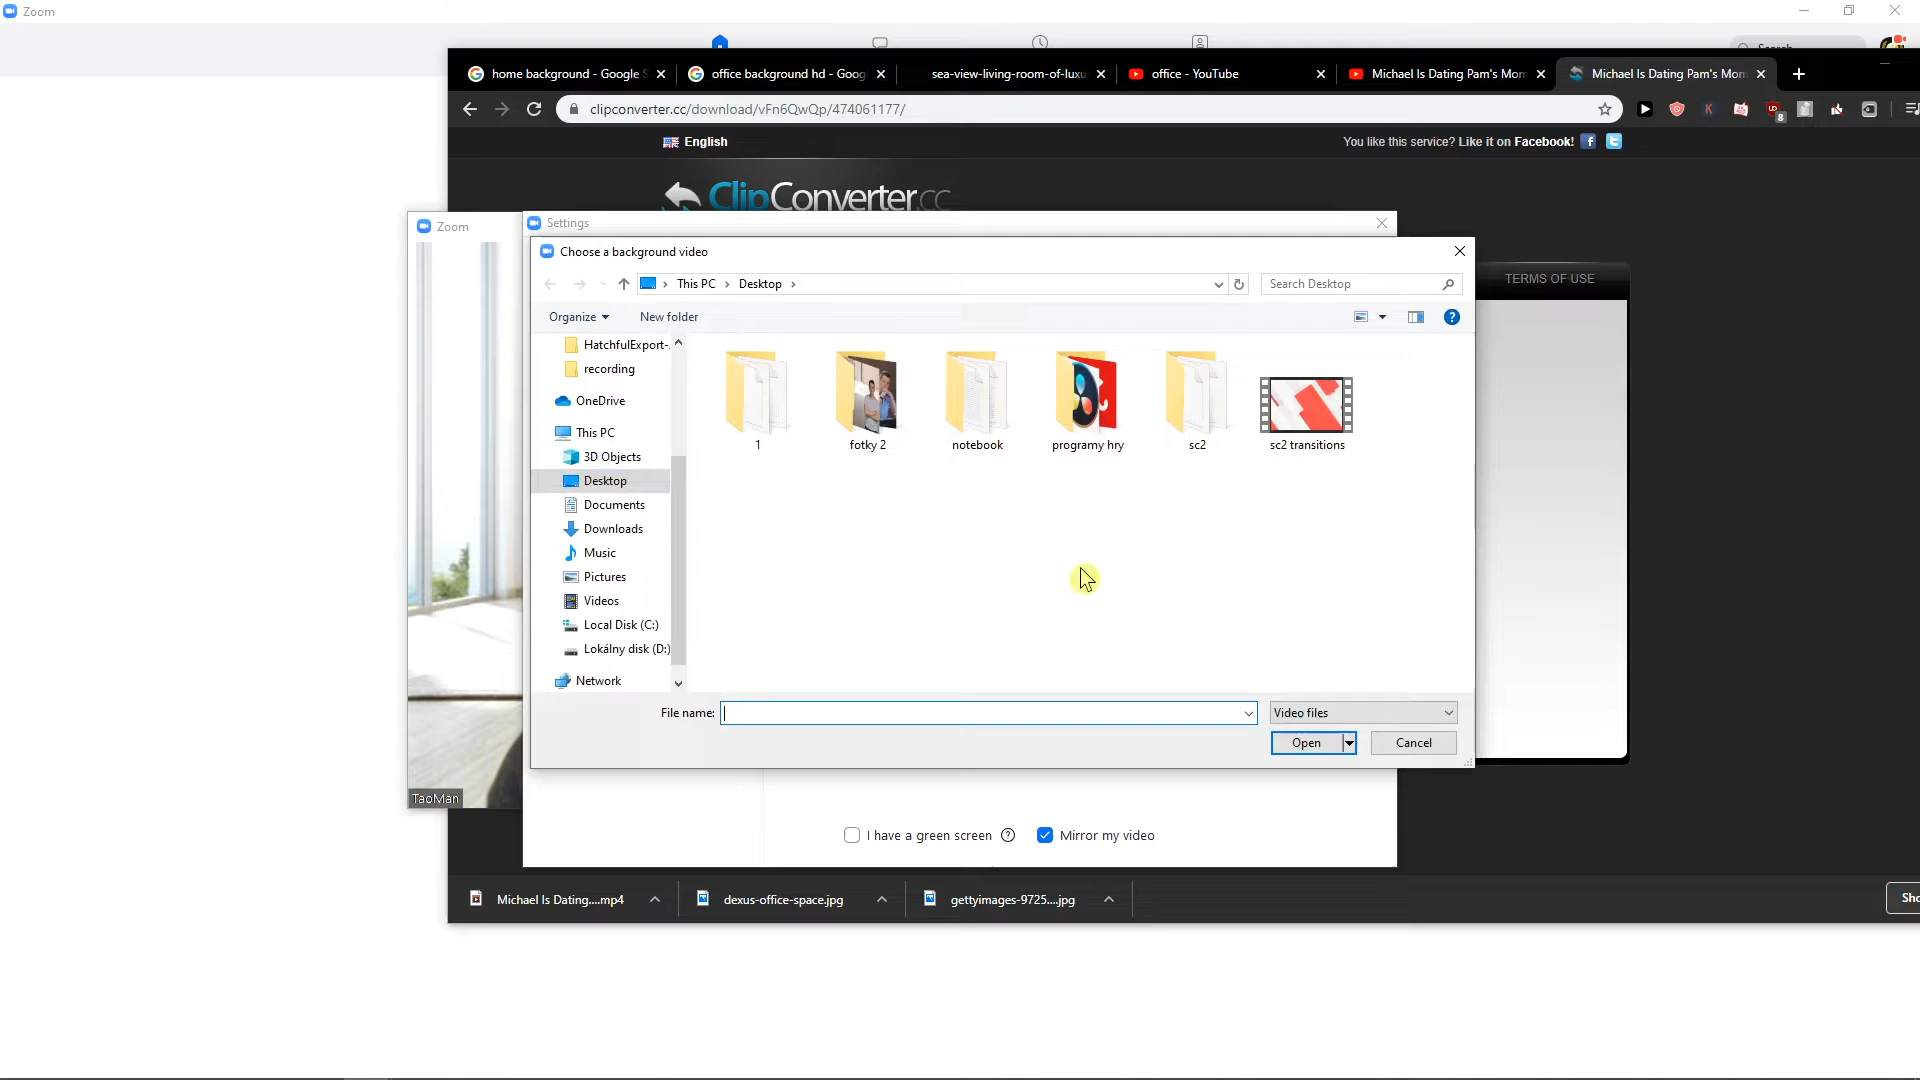 Zoom
Search
home background - Google S
office background hd - Goog
sea-view-living-room-of-luxu
office - YouTube
Michael Is Dating Pam's Mom
Michael Is Dating Pam's Mom
clipconverter.cc/download/vFn6QwQp/474061177/
K
UD
8
English
You like this service? Like it on Facebook!
ClipConverter.cc
Zoom
Settings
Choose a background video
This PC
Desktop
Search Desktop
TERMS OF USE
Organize
New folder
HatchfulExport-
recording
OneDrive
This PC
3D Objects
Desktop
Documents
Downloads
Music
Pictures
Videos
Local Disk (C:)
Lokálny disk (D:)
Network
1
fotky 2
notebook
programy hry
sc2
sc2 transitions
File name:
Video files
Open
Cancel
TaoMan
I have a green screen
Mirror my video
Michael Is Dating....mp4
dexus-office-space.jpg
gettyimages-9725....jpg
Sho